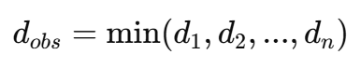 d_{obs} = min(d_1, d_2, ..., d_n)